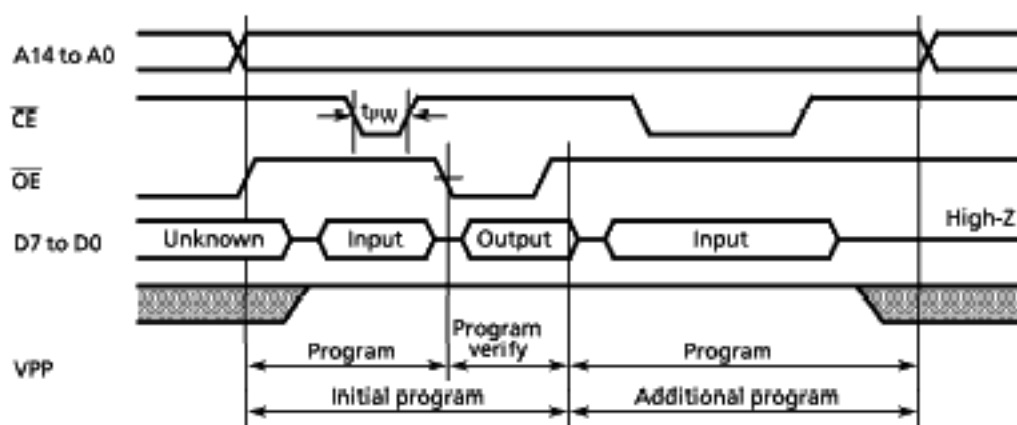 A14 to A0
CE
tPW
OE
High-Z
D7 to D0
Unknown
Input
Output
Input
Program
Program
verify
Program
VPP
Initial program
Additional program